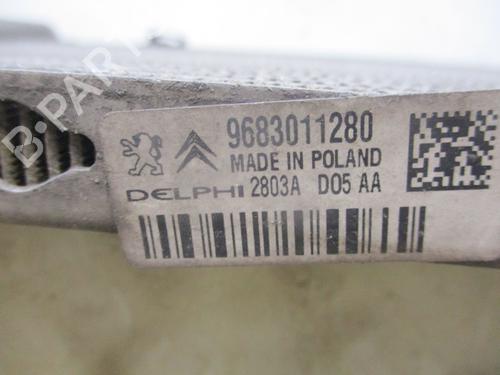 B-PARTS
9683011280
MADE IN POLAND
DELPHI 2803A D05 AA